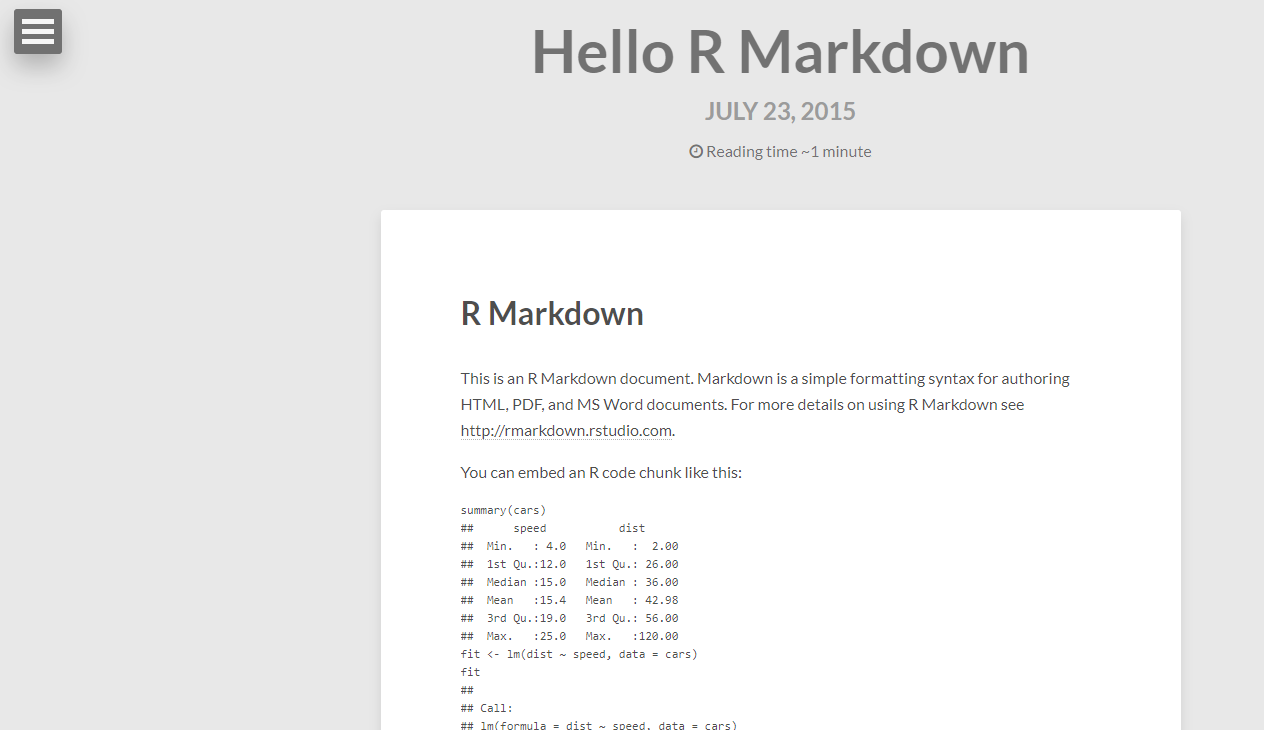 Hello R Markdown
JULY 23, 2015
Reading time ~1 minute
R Markdown
This is an R Markdown document. Markdown is a simple formatting syntax for authoring
HTML, PDF, and MS Word documents. For more details on using R Markdown see
http://rmarkdown.rstudio.com.
You can embed an R code chunk like this:
summary(cars)
##      speed           dist
##  Min.   : 4.0   Min.   :  2.00
##  1st Qu.:12.0   1st Qu.: 26.00
##  Median :15.0   Median : 36.00
##  Mean   :15.4   Mean   : 42.98
##  3rd Qu.:19.0   3rd Qu.: 56.00
##  Max.   :25.0   Max.   :120.00
fit <- lm(dist ~ speed, data = cars)
fit
##
## Call:
## lm(formula = dist ~ speed, data = cars)